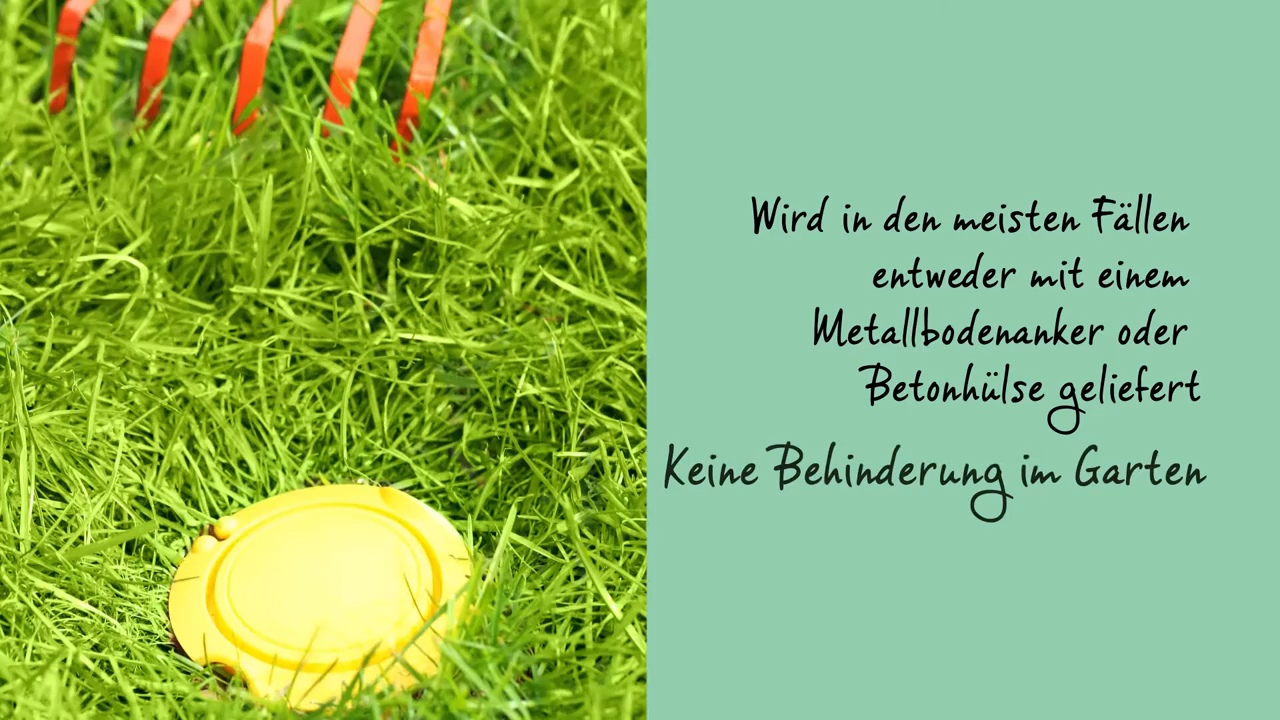 Wird in den meisten Fällen
entweder mit einem
Metallbodenanker oder
Betonhülse geliefert
Keine Behinderung im Garten